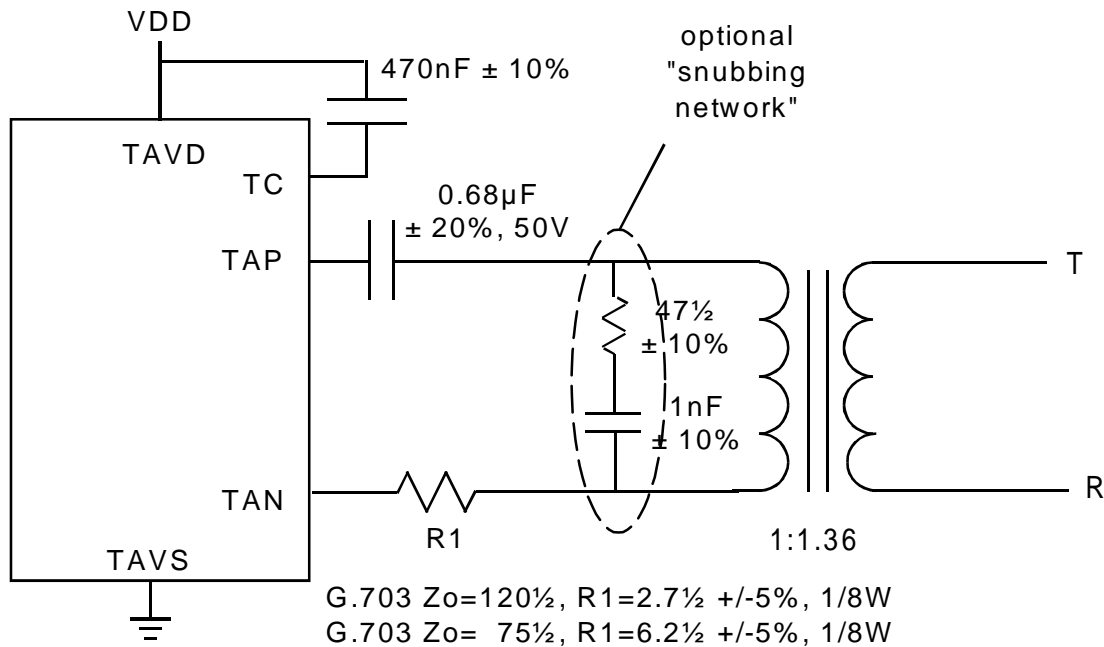 VDD
optional
"snubbing
network"
470nF ± 10%
TAVD
TC
0.68µF
± 20%, 50V
TAP
T
47½
± 10%
1nF
± 10%
TAN
R
R1
1:1.36
TAVS
G.703 Zo=120½, R1=2.7½ +/-5%, 1/8W
G.703 Zo= 75½, R1=6.2½ +/-5%, 1/8W